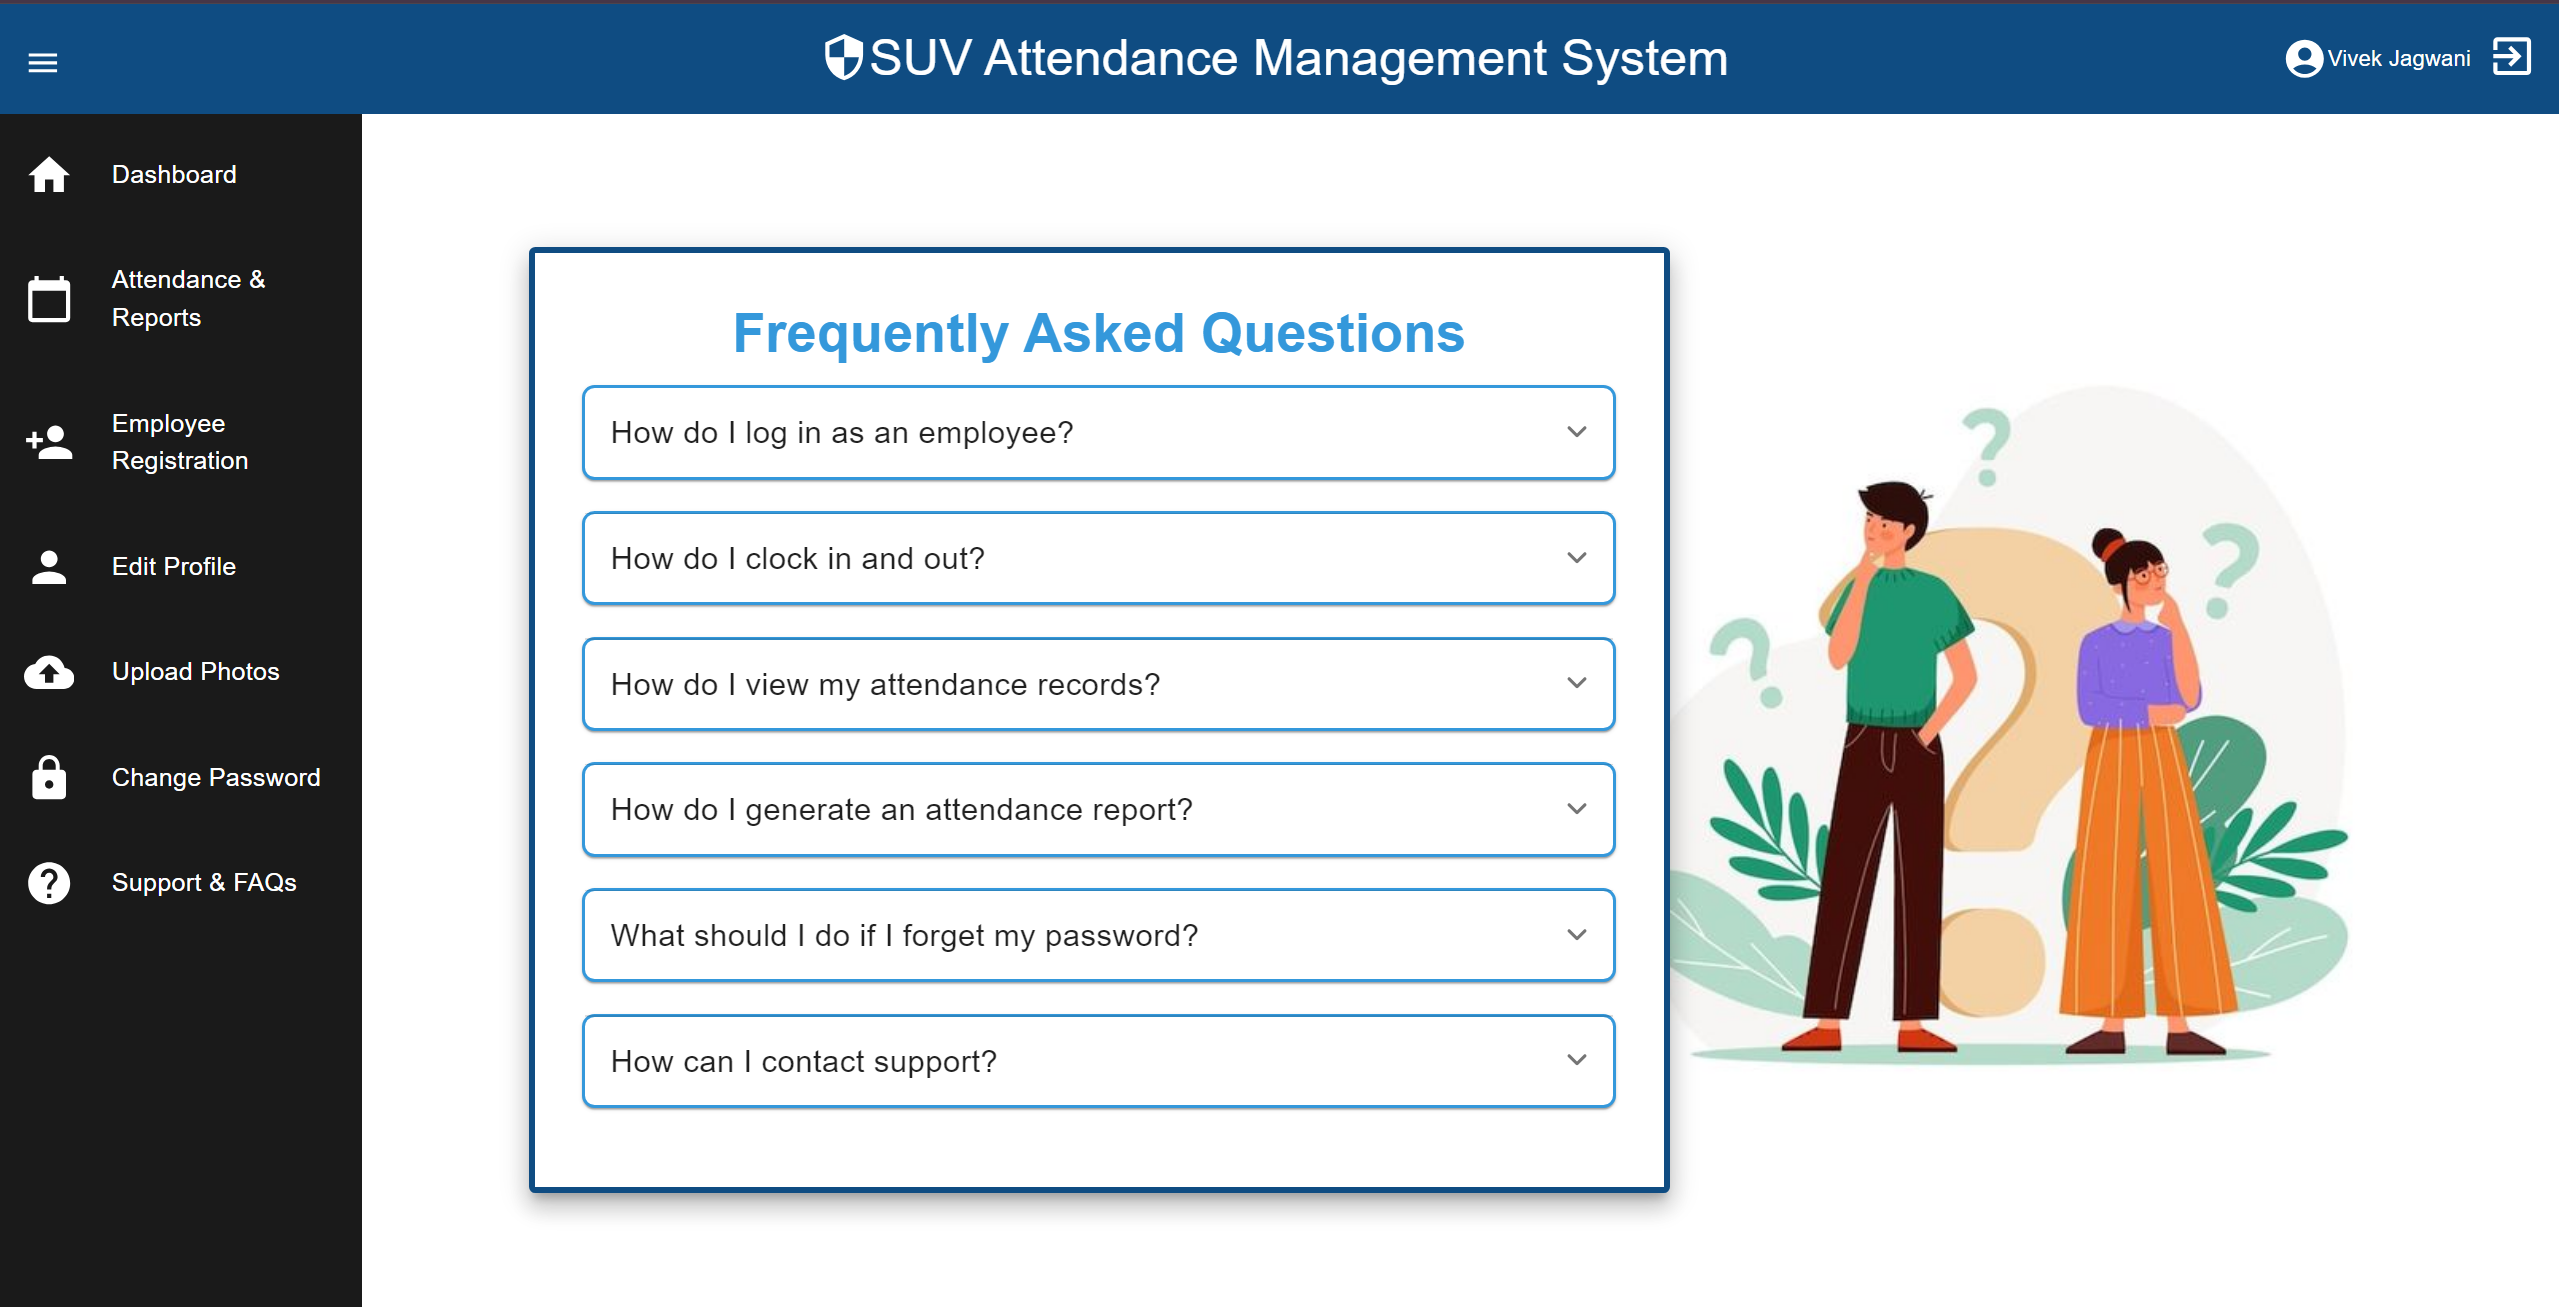 SUV Attendance Management System
Vivek Jagwani
Dashboard
Attendance &
Reports
Employee
Registration
Edit Profile
Upload Photos
Change Password
Support & FAQs
Frequently Asked Questions
How do I log in as an employee?
How do I clock in and out?
How do I view my attendance records?
How do I generate an attendance report?
What should I do if I forget my password?
How can I contact support?